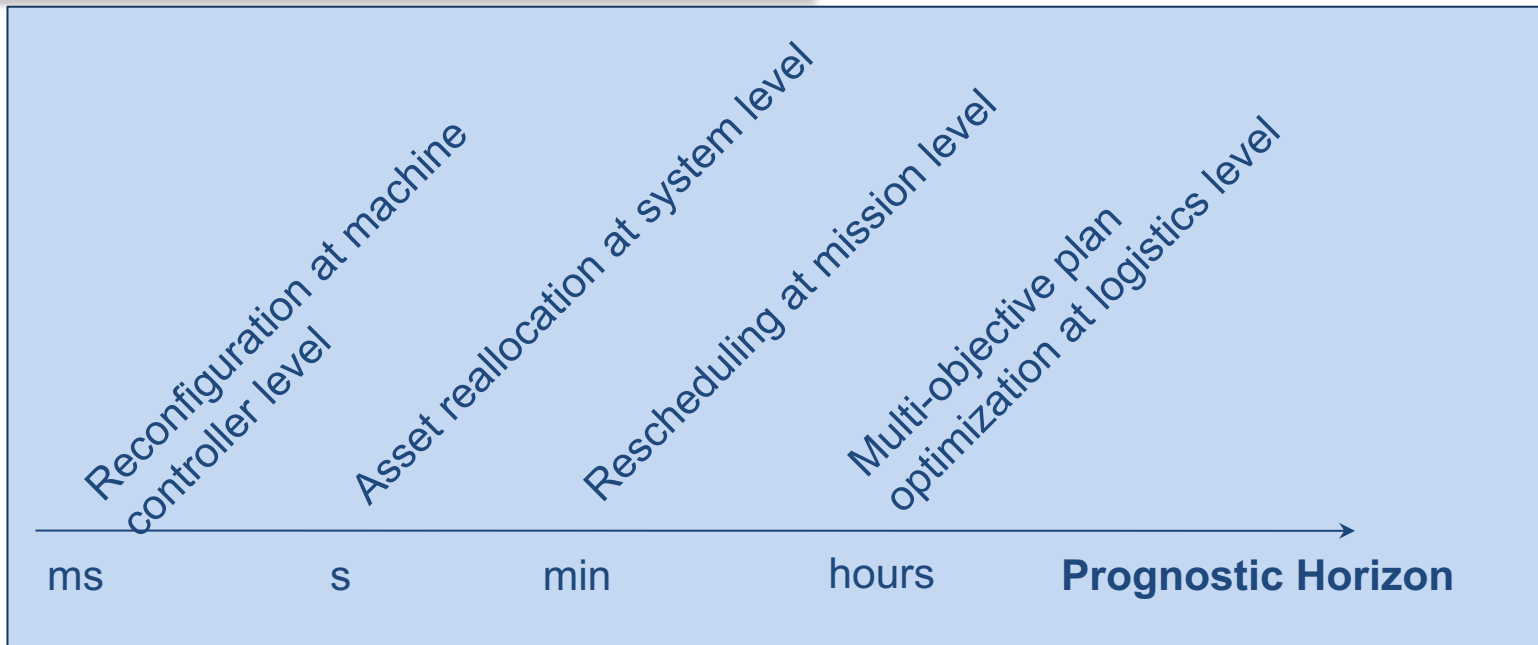 Reconfiguration at machine
controller level
Asset reallocation at system level
Rescheduling at mission level
Multi-objective plan
optimization at logistics level
ms
s
min
hours
Prognostic Horizon